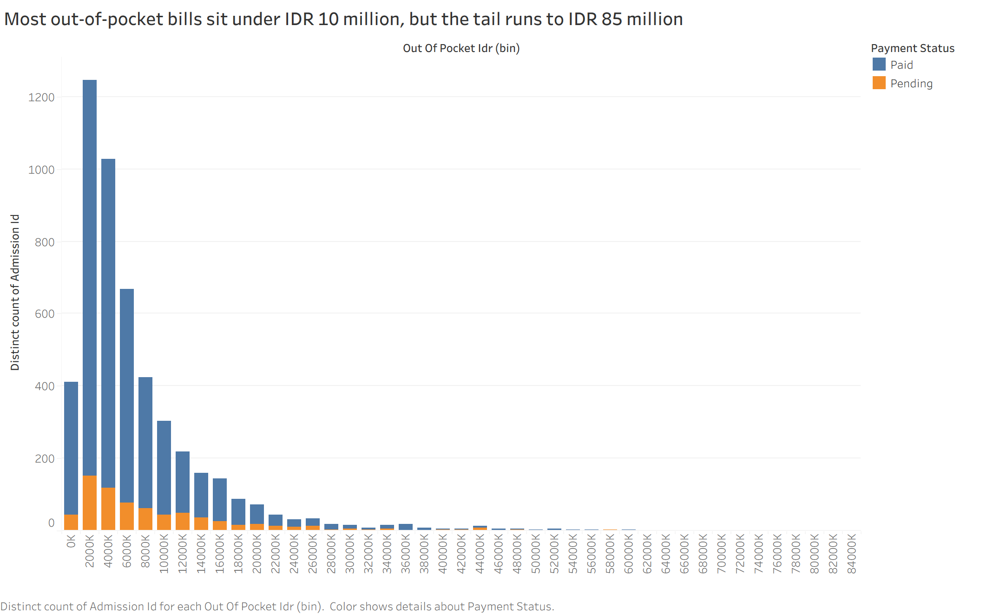 Most out-of-pocket bills sit under IDR 10 million, but the tail runs to IDR 85 million
Out Of Pocket Idr (bin)
Payment Status
Paid
Pending
Distinct count of Admission Id
1200
1000
800
600
400
200
0
0K
2000K
4000K
6000K
8000K
10000K
12000K
14000K
16000K
18000K
20000K
22000K
24000K
26000K
28000K
30000K
32000K
34000K
36000K
38000K
40000K
42000K
44000K
46000K
48000K
50000K
52000K
54000K
56000K
58000K
60000K
62000K
64000K
66000K
68000K
70000K
72000K
74000K
76000K
78000K
80000K
82000K
84000K
Distinct count of Admission Id for each Out Of Pocket Idr (bin).  Color shows details about Payment Status.